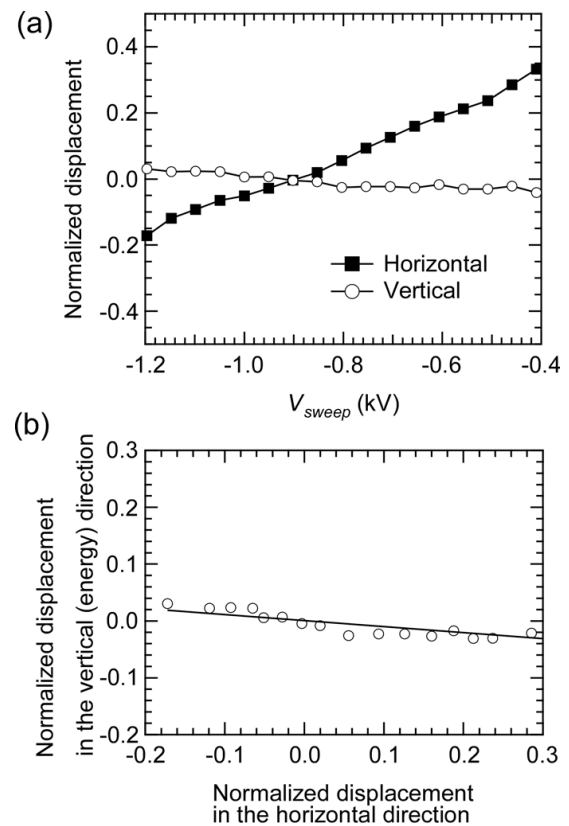 (a)
Normalized displacement
0.4
0.2
0.0
-0.2
-0.4
Horizontal
Vertical
-1.2 -1.0 -0.8 -0.6 -0.4
V_sweep (kV)
(b)
Normalized displacement
in the vertical (energy) direction
0.3
0.2
0.1
0.0
-0.1
-0.2
-0.2 -0.1 0.0 0.1 0.2 0.3
Normalized displacement
in the horizontal direction